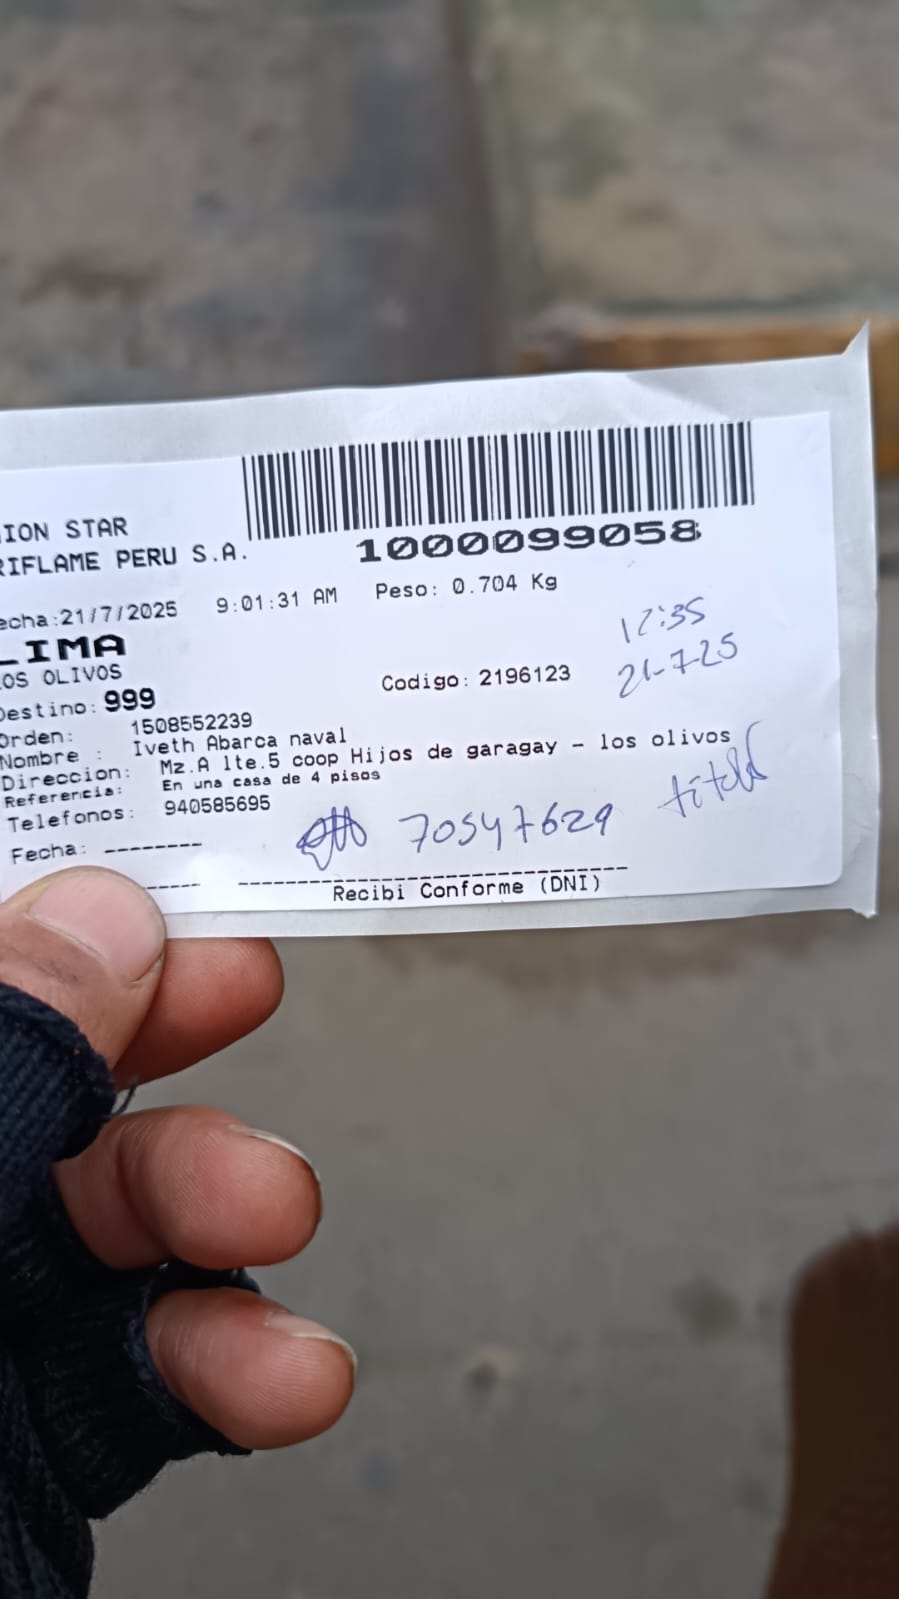 ION STAR
RIFLAME PERU S.A.
1000099058
echa:21/7/2025 9:01:31 AM Peso: 0.704 Kg
LIMA
OS OLIVOS
12:35
21-7-25
Codigo: 2196123
Destino: 999
Orden: 1508552239
Nombre : Iveth Abarca naval
Direccion: Mz.A lte.5 coop Hijos de garagay - los olivos
Referencia: En una casa de 4 pisos
Telefonos: 940585695
70547629
Fecha: --------
Recibi Conforme (DNI)